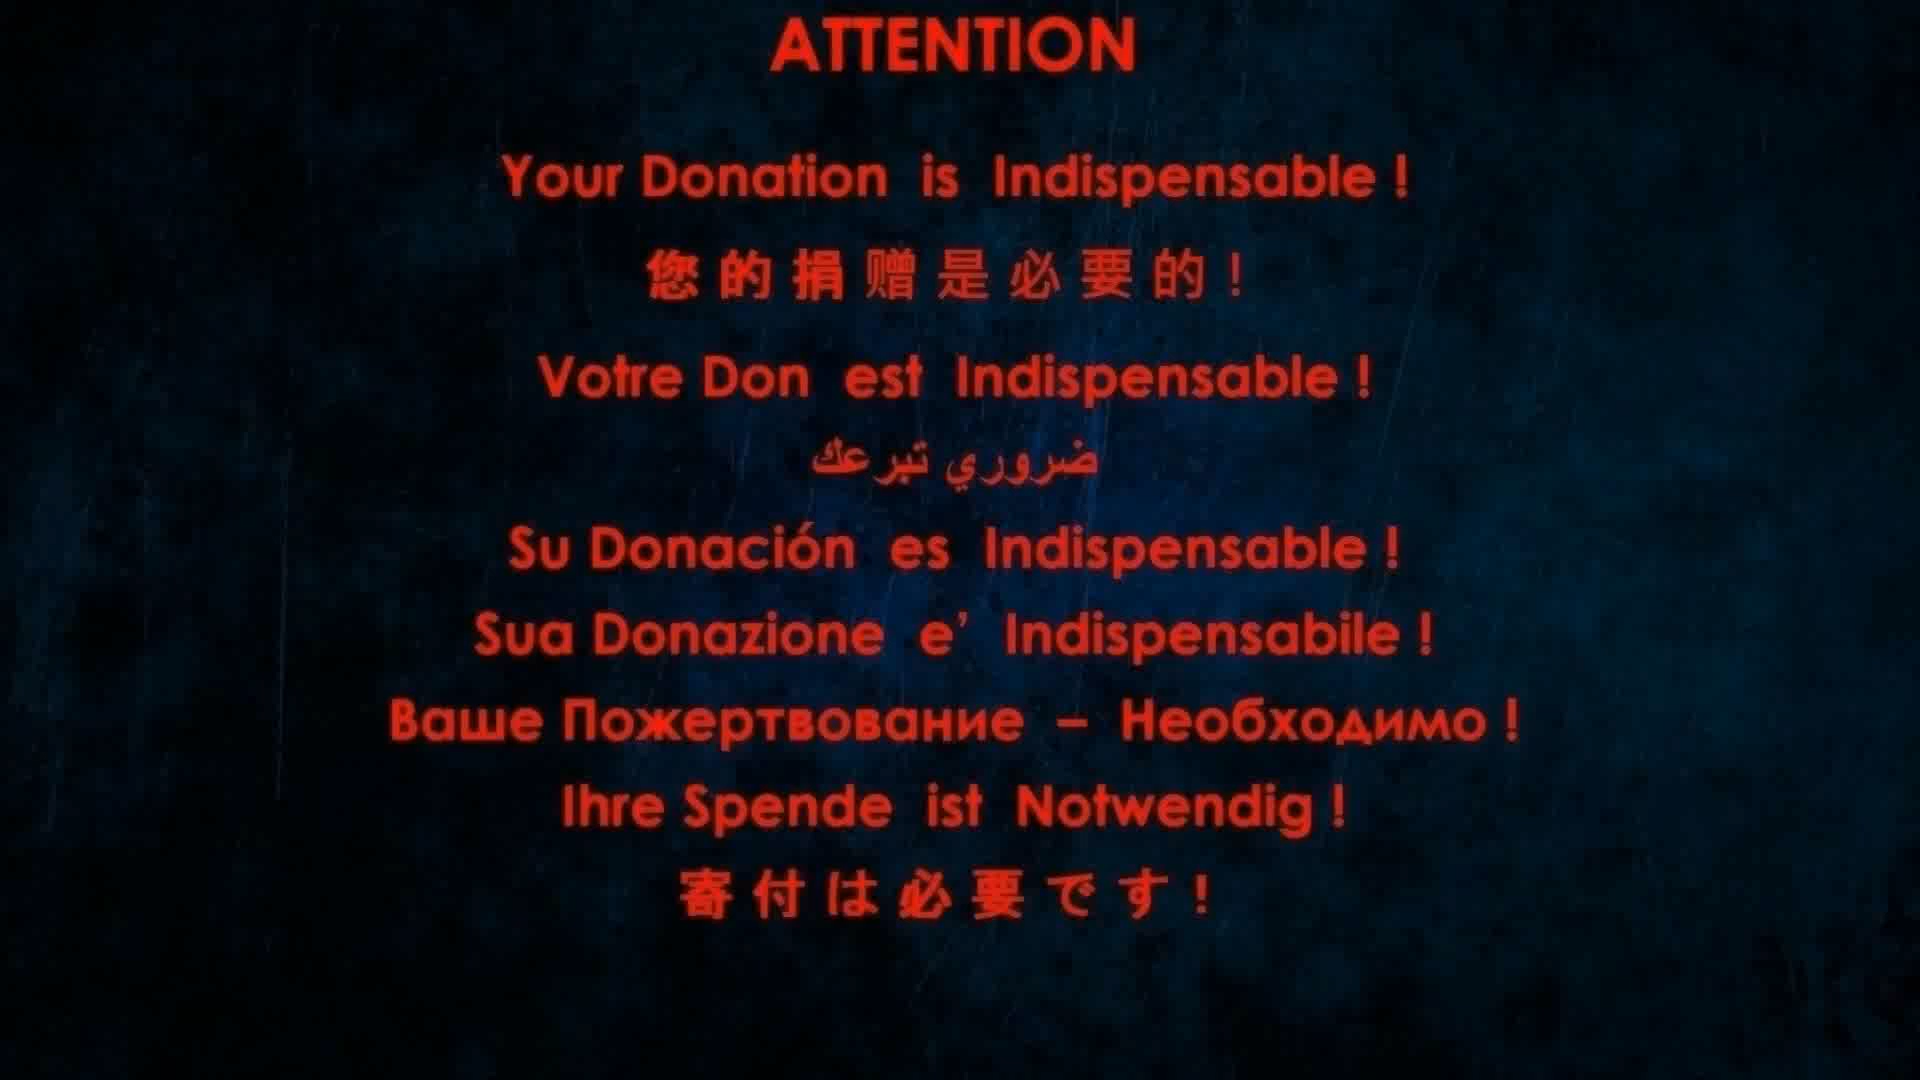 ATTENTION
Your Donation is Indispensable !
您的捐赠是必要的!
Votre Don est Indispensable !
ضروري تبرعك
Su Donación es Indispensable !
Sua Donazione e’ Indispensabile !
Ваше Пожертвование – Необходимо !
Ihre Spende ist Notwendig !
寄付は必要です!